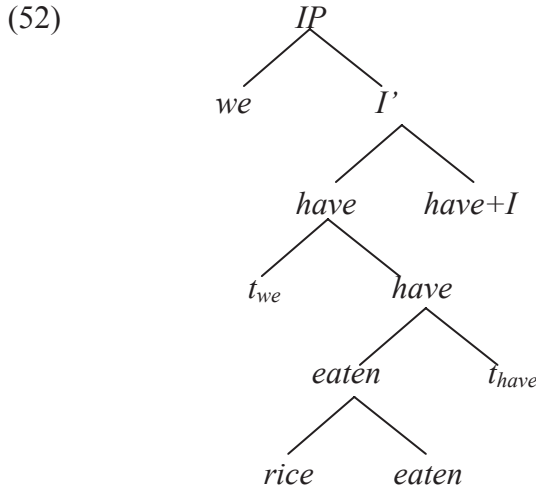 (52) IP
we I’
have have+I
t_we have
eaten t_have
rice eaten